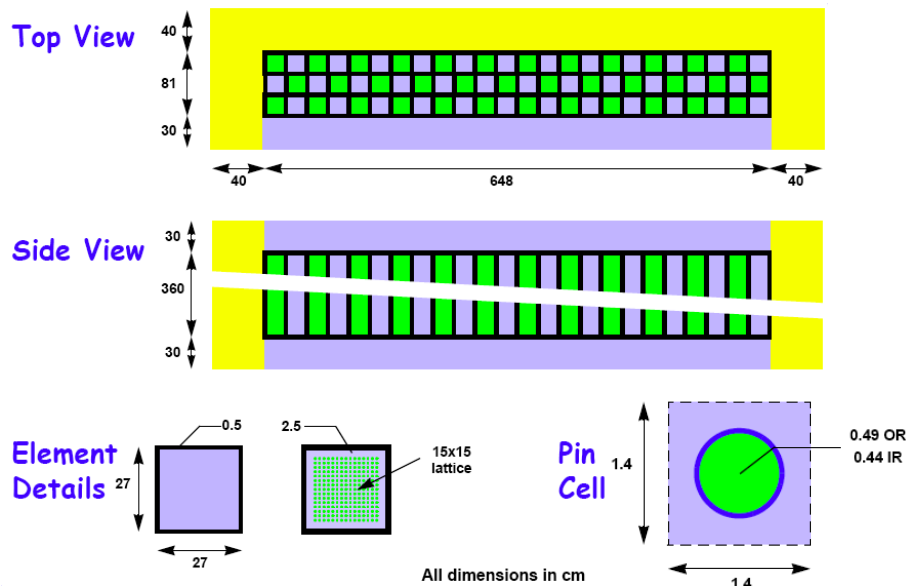 Top View
40
81
30
40
648
40
Side View
30
360
30
Element
Details
27
0.5
27
2.5
15x15
lattice
Pin
Cell
1.4
0.49 OR
0.44 IR
1.4
All dimensions in cm